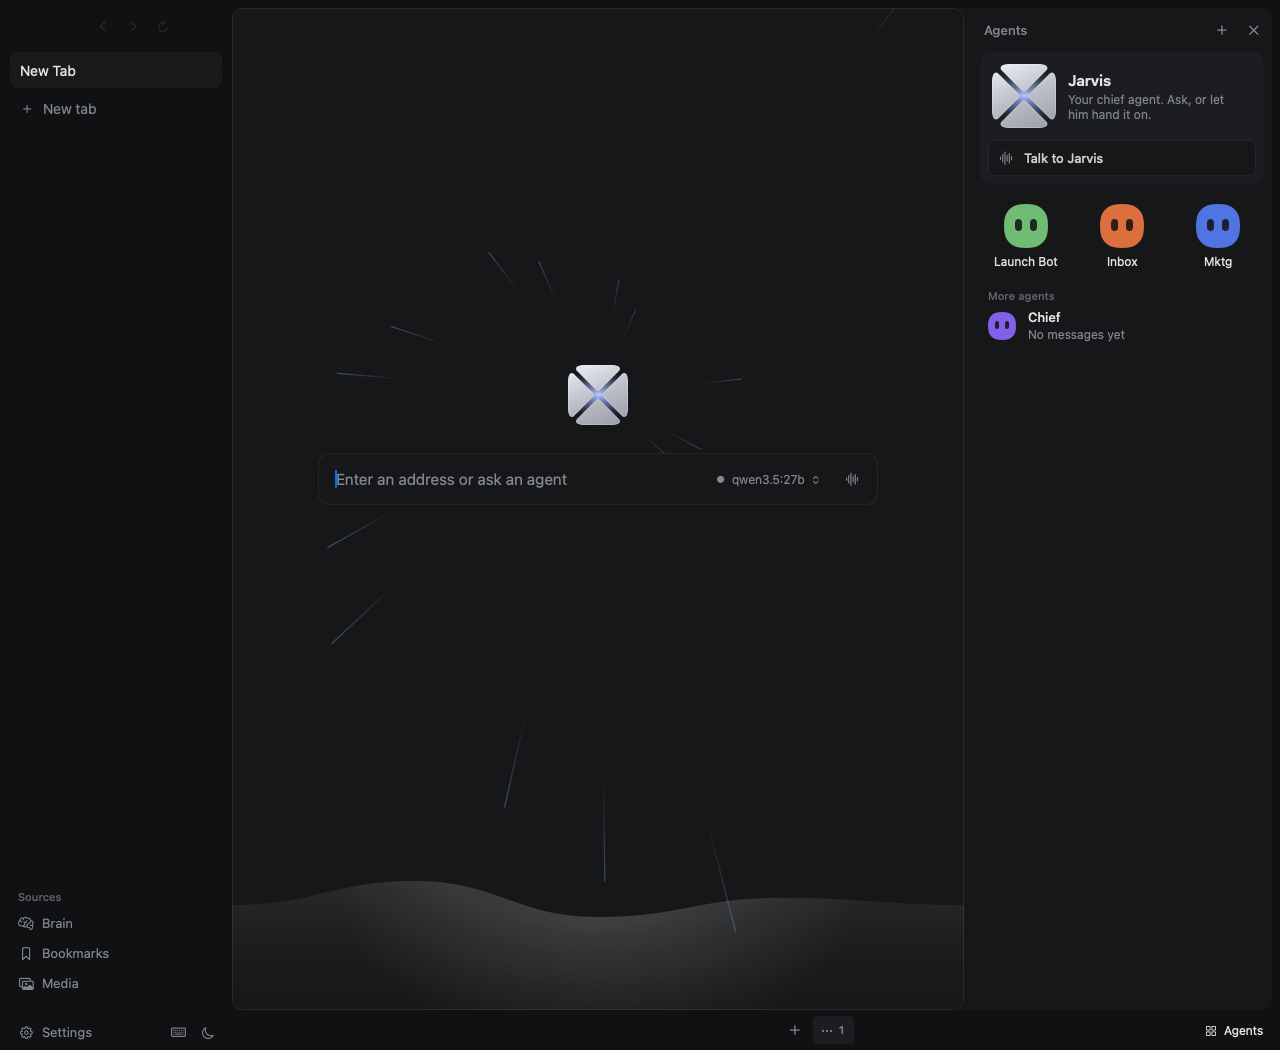 New Tab
New tab
Sources
Brain
Bookmarks
Media
Settings
Enter an address or ask an agent
qwen3.5:27b
1
Agents
Jarvis
Your chief agent. Ask, or let
him hand it on.
Talk to Jarvis
Launch Bot
Inbox
Mktg
More agents
Chief
No messages yet
Agents